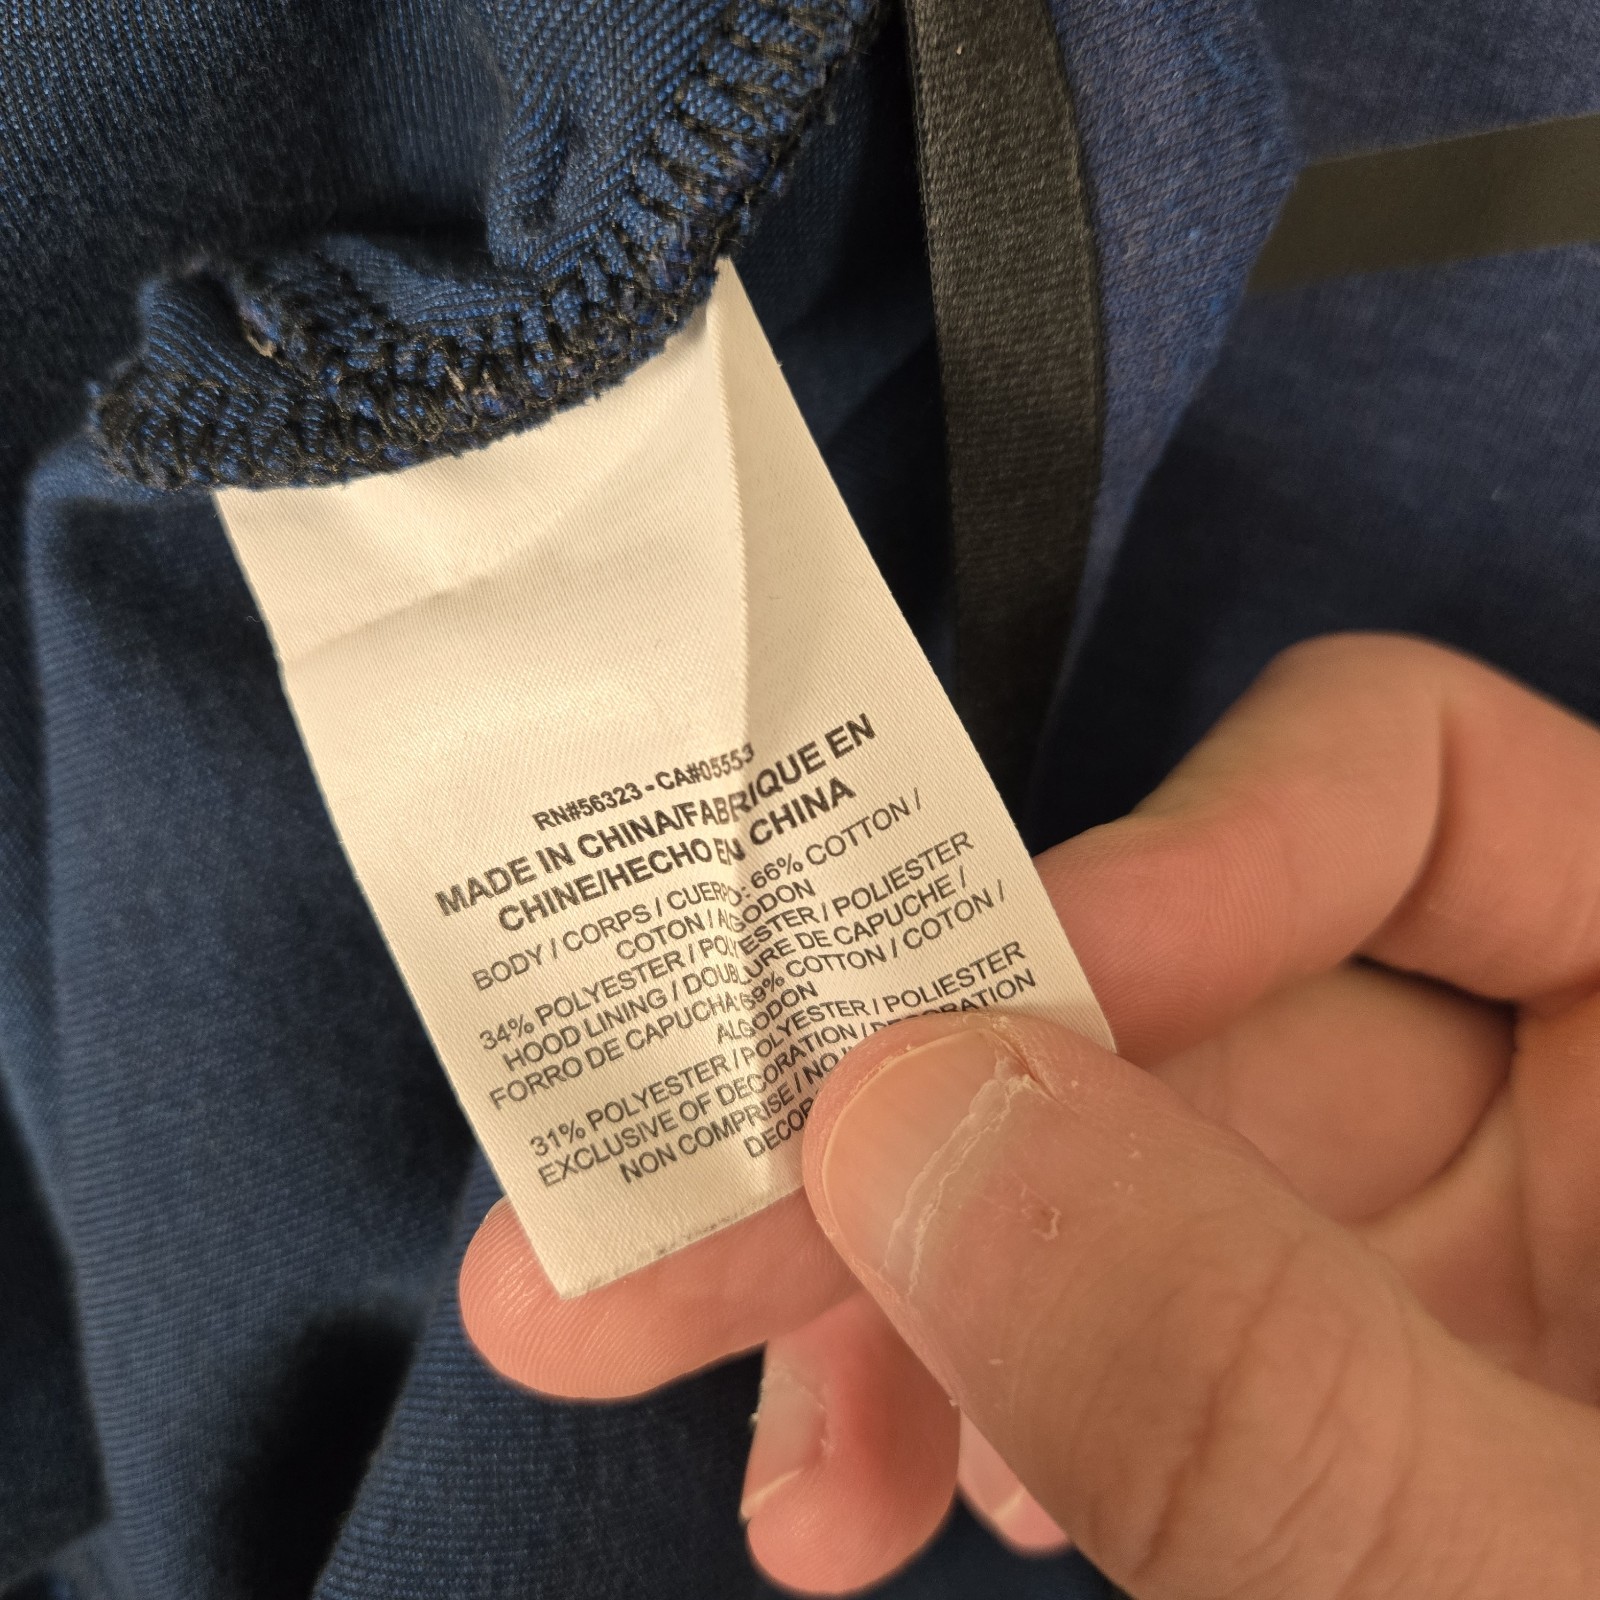 RN#56323 - CA#05553
MADE IN CHINA/FABRIQUE EN
CHINE/HECHO EN CHINA
BODY / CORPS / CUERPO: 66% COTTON /
COTON / ALGODON
34% POLYESTER / POLYESTER / POLIESTER
HOOD LINING / DOUBLURE DE CAPUCHE /
FORRO DE CAPUCHA: 69% COTTON / COTON /
ALGODON
31% POLYESTER / POLYESTER / POLIESTER
EXCLUSIVE OF DECORATION / DECORATION
NON COMPRISE / NO